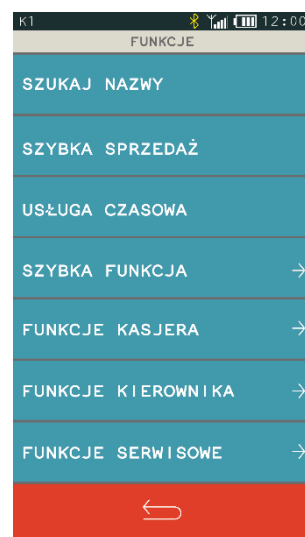 K1 12:00
FUNKCJE
SZUKAJ NAZWY
SZYBKA SPRZEDAŻ
USŁUGA CZASOWA
SZYBKA FUNKCJA
FUNKCJE KASJERA
FUNKCJE KIEROWNIKA
FUNKCJE SERWISOWE